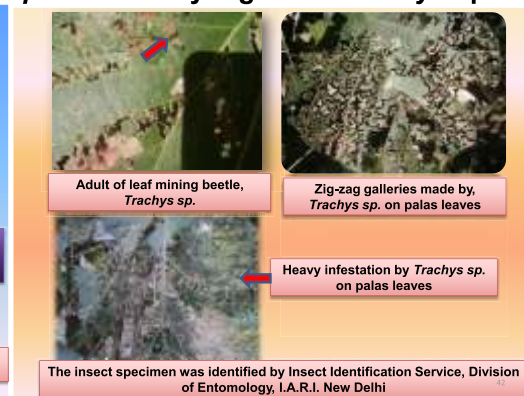 Adult of leaf mining beetle,
Trachys sp.
Zig-zag galleries made by,
Trachys sp. on palas leaves
Heavy infestation by Trachys sp.
on palas leaves
The insect specimen was identified by Insect Identification Service, Division
of Entomology, I.A.R.I. New Delhi
42